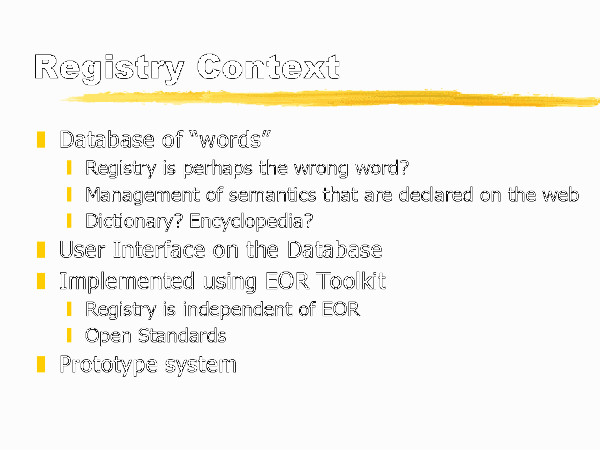 Registry Context
Database of “words”
Registry is perhaps the wrong word?
Management of semantics that are declared on the web
Dictionary? Encyclopedia?
User Interface on the Database
Implemented using EOR Toolkit
Registry is independent of EOR
Open Standards
Prototype system